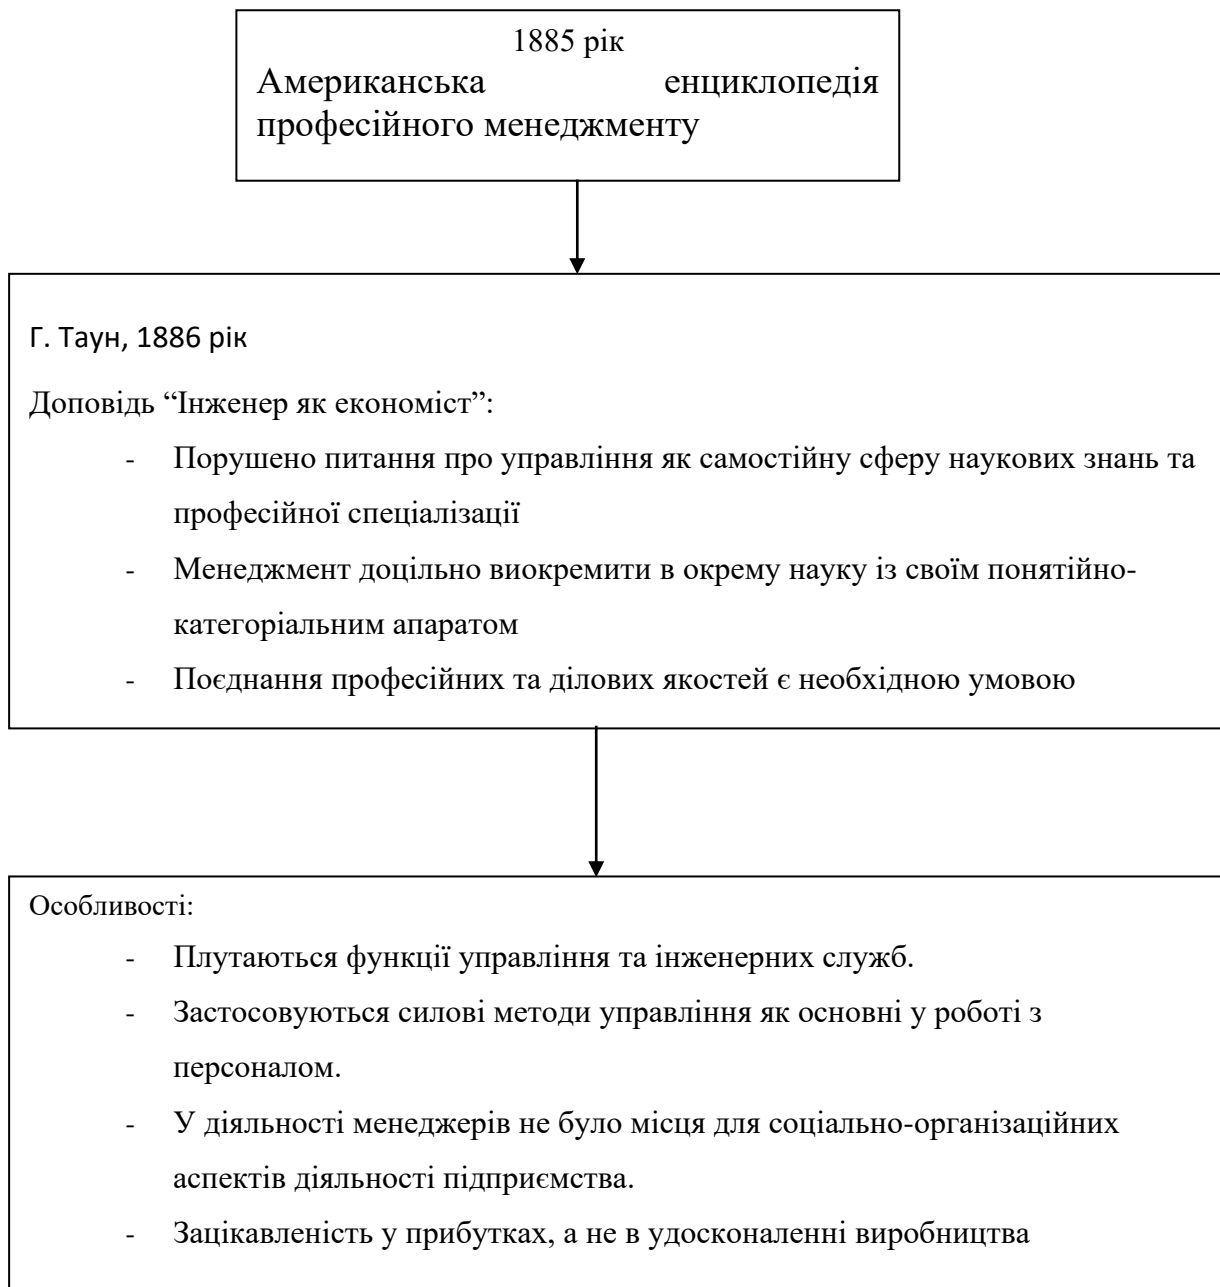 1885 рік
Американська енциклопедія
професійного менеджменту
Г. Таун, 1886 рік
Доповідь “Інженер як економіст”:
- Порушено питання про управління як самостійну сферу наукових знань та
професійної спеціалізації
- Менеджмент доцільно виокремити в окрему науку із своїм понятійно-
категоріальним апаратом
- Поєднання професійних та ділових якостей є необхідною умовою
Особливості:
- Плутаються функції управління та інженерних служб.
- Застосовуються силові методи управління як основні у роботі з
персоналом.
- У діяльності менеджерів не було місця для соціально-організаційних
аспектів діяльності підприємства.
- Зацікавленість у прибутках, а не в удосконаленні виробництва